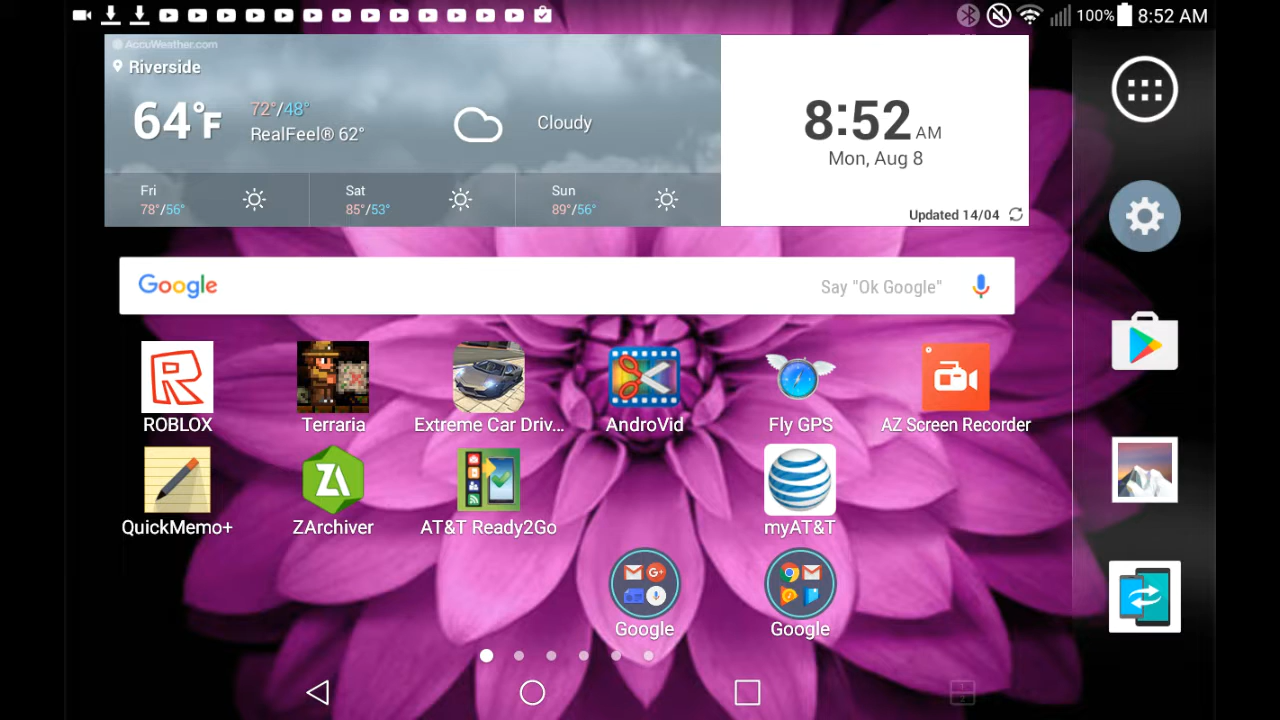 100% 8:52 AM
AccuWeather.com
Riverside
64°F
72°/48°
RealFeel® 62°
Cloudy
Fri
78°/56°
Sat
85°/53°
Sun
89°/56°
8:52 AM
Mon, Aug 8
Updated 14/04
Google
Say "Ok Google"
ROBLOX
Terraria
Extreme Car Driv...
AndroVid
Fly GPS
AZ Screen Recorder
QuickMemo+
ZArchiver
AT&T Ready2Go
myAT&T
Google
Google